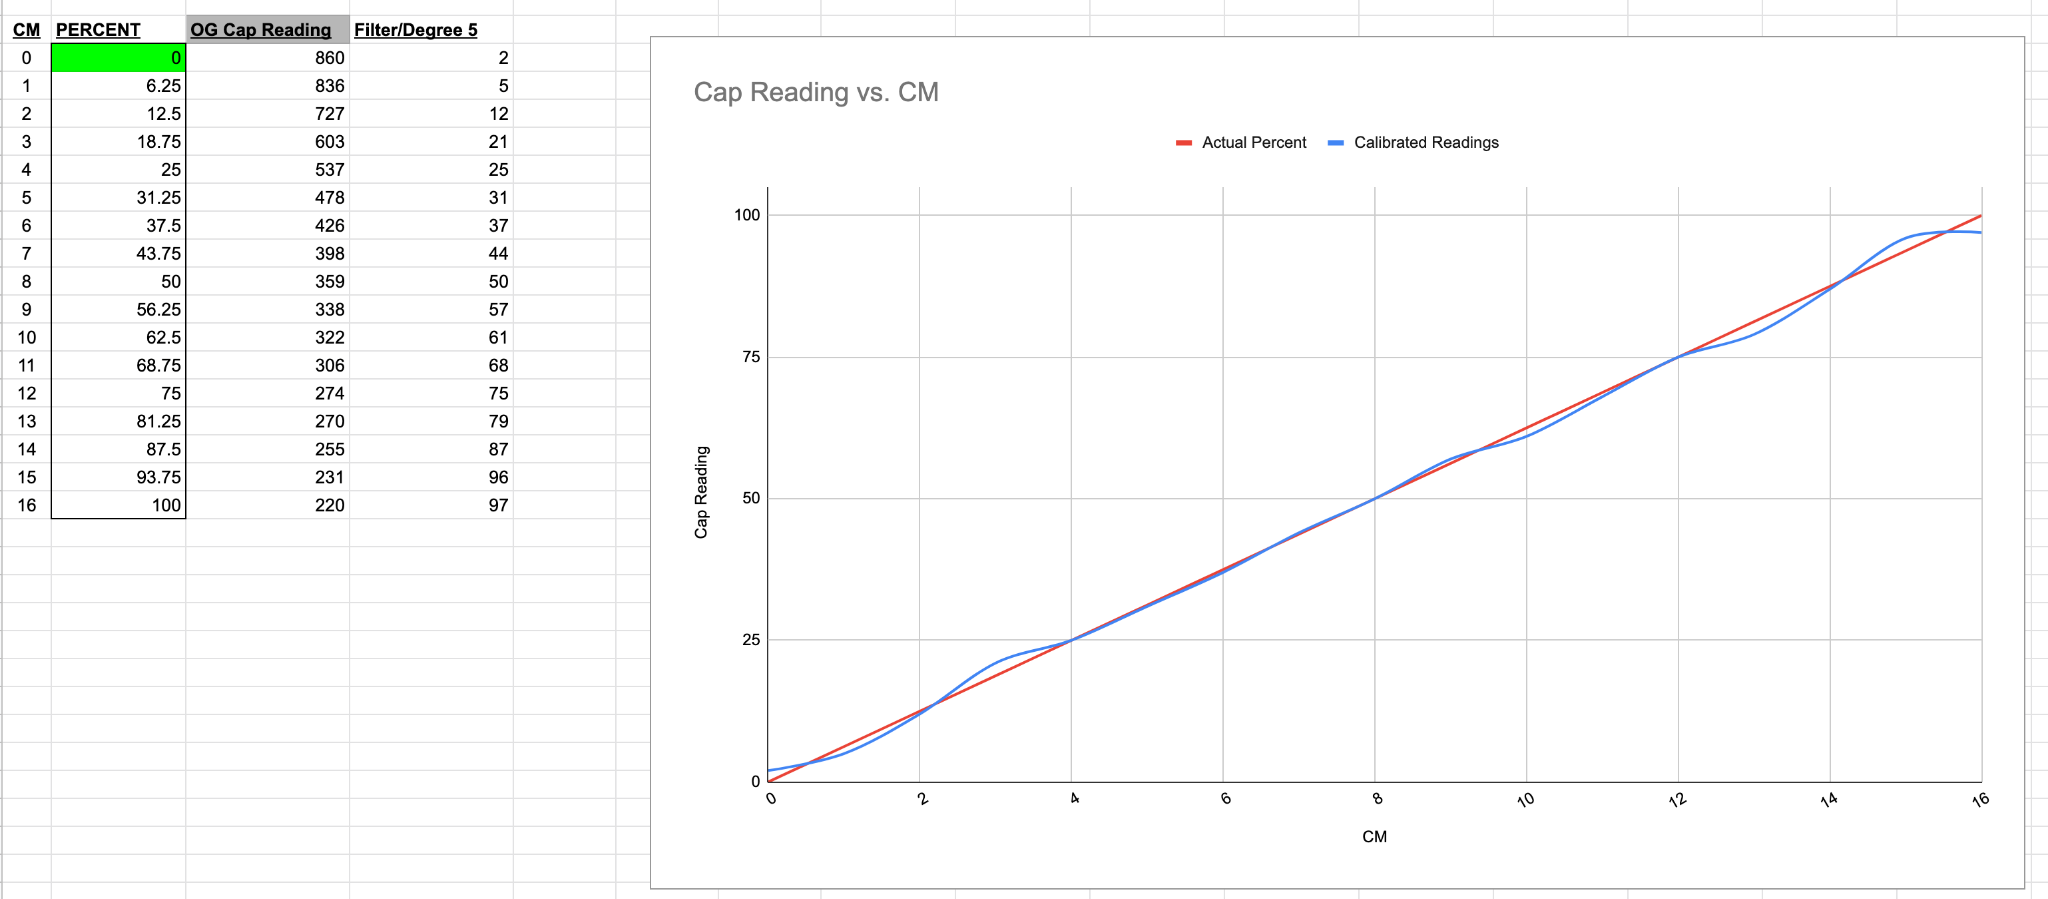 CM PERCENT OG Cap Reading Filter/Degree 5
0 0 860 2
1 6.25 836 5
2 12.5 727 12
3 18.75 603 21
4 25 537 25
5 31.25 478 31
6 37.5 426 37
7 43.75 398 44
8 50 359 50
9 56.25 338 57
10 62.5 322 61
11 68.75 306 68
12 75 274 75
13 81.25 270 79
14 87.5 255 87
15 93.75 231 96
16 100 220 97
Cap Reading vs. CM
Actual Percent Calibrated Readings
Cap Reading
100
75
50
25
0
0 2 4 6 8 10 12 14 16
CM